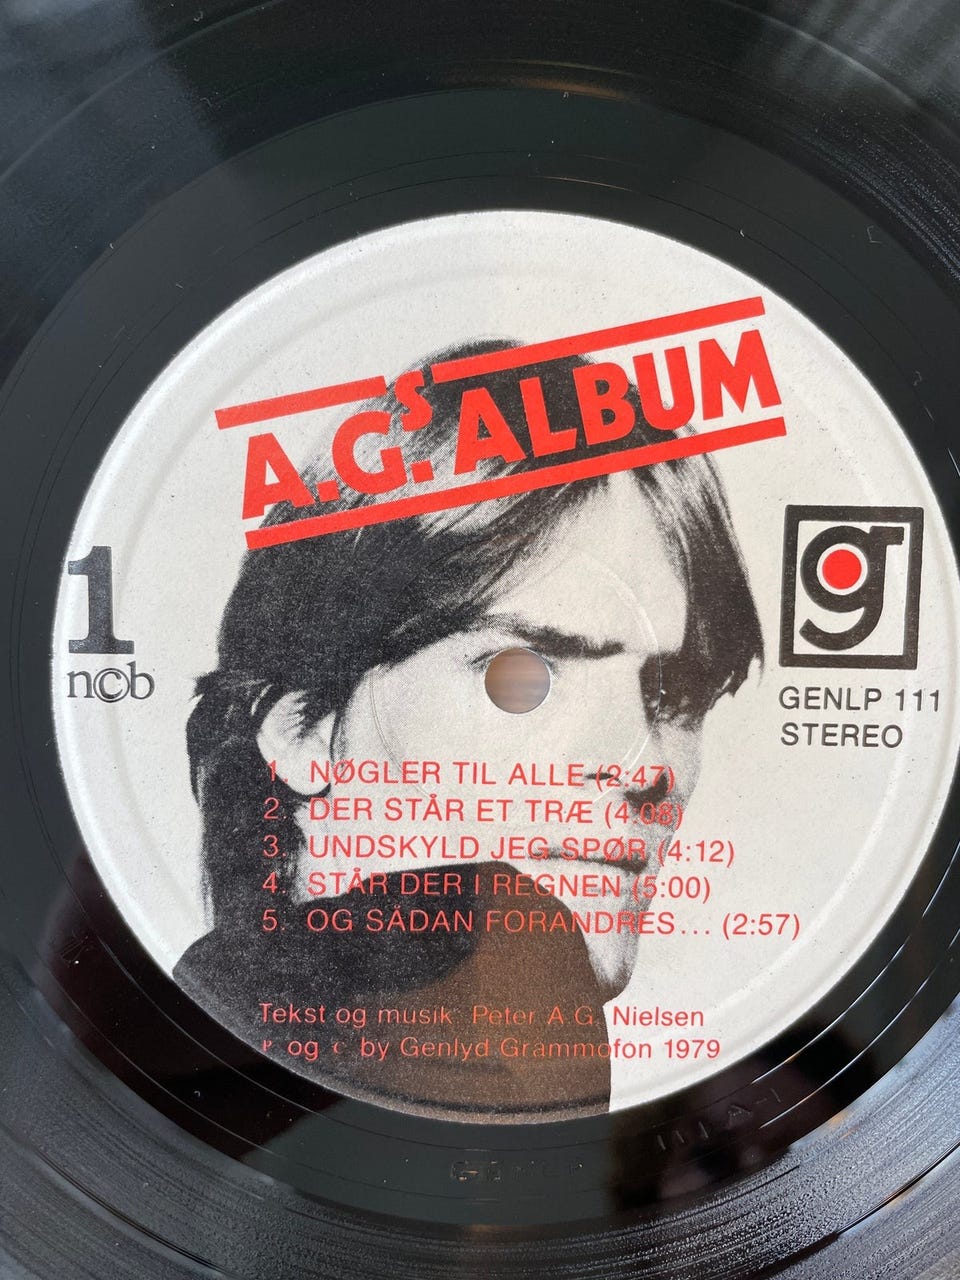 A.G.s ALBUM
1
n©b
g
GENLP 111
STEREO
1. NØGLER TIL ALLE (2:47)
2. DER STÅR ET TRÆ (4:08)
3. UNDSKYLD JEG SPØR (4:12)
4. STÅR DER I REGNEN (5:00)
5. OG SÄDAN FORANDRES... (2:57)
Tekst og musik: Peter A.G. Nielsen
P og C by Genlyd Grammofon 1979